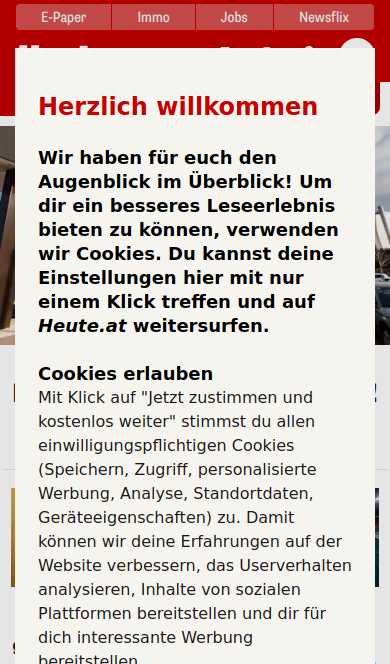 E-Paper
Immo
Jobs
Newsflix
Herzlich willkommen
Wir haben für euch den
Augenblick im Überblick! Um
dir ein besseres Leseerlebnis
bieten zu können, verwenden
wir Cookies. Du kannst deine
Einstellungen hier mit nur
einem Klick treffen und auf
Heute.at weitersurfen.
Cookies erlauben
Mit Klick auf "Jetzt zustimmen und
kostenlos weiter" stimmst du allen
einwilligungspflichtigen Cookies
(Speichern, Zugriff, personalisierte
Werbung, Analyse, Standortdaten,
Geräteeigenschaften) zu. Damit
können wir deine Erfahrungen auf der
Website verbessern, das Userverhalten
analysieren, Inhalte von sozialen
Plattformen bereitstellen und dir für
dich interessante Werbung
bereitstellen